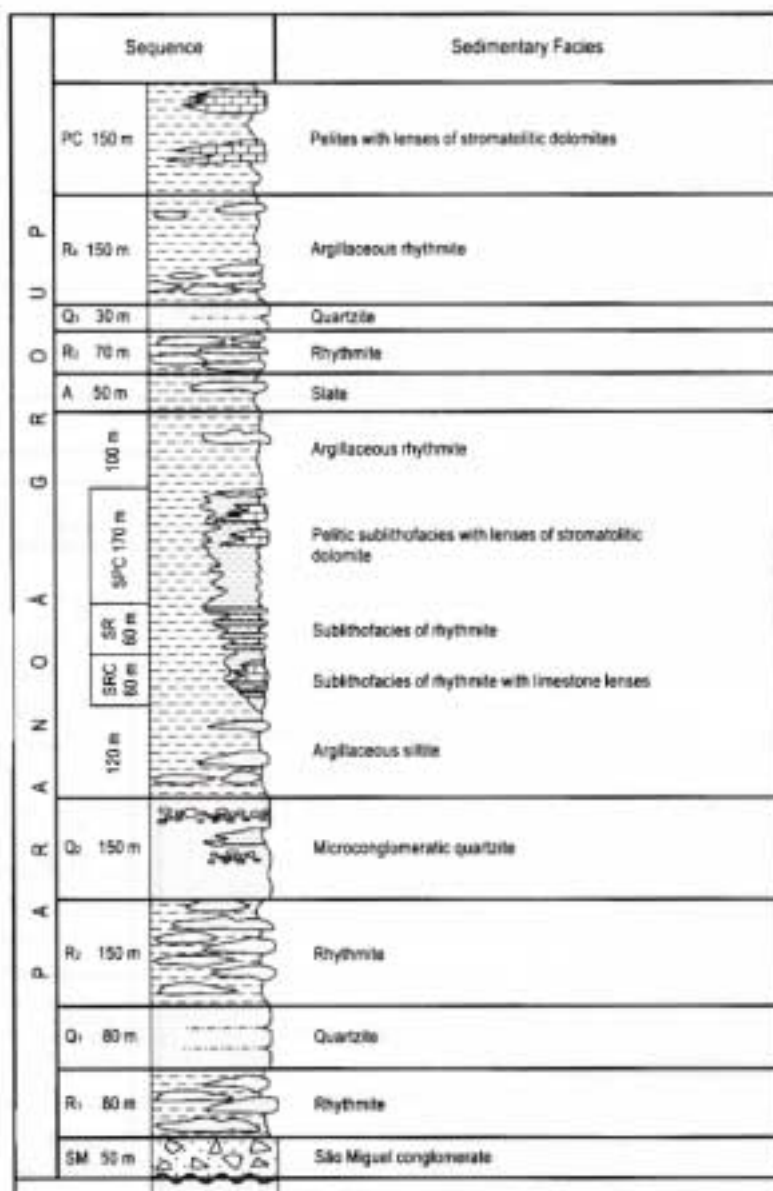 Sequence
Sedimentary Facies
PARANOÁ GROUP
PC 150 m
Pelites with lenses of stromatolitic dolomites
R₄ 150 m
Argillaceous rhythmite
Q₃ 30 m
Quartzite
R₃ 70 m
Rhythmite
A 50 m
Slate
100 m
Argillaceous rhythmite
SPC 170 m
Pelitic sublithofacies with lenses of stromatolitic
dolomite
SR
60 m
Sublithofacies of rhythmite
SRC
60 m
Sublithofacies of rhythmite with limestone lenses
120 m
Argillaceous siltite
Q₂ 150 m
Microconglomeratic quartzite
R₂ 150 m
Rhythmite
Q₁ 80 m
Quartzite
R₁ 60 m
Rhythmite
SM 50 m
São Miguel conglomerate